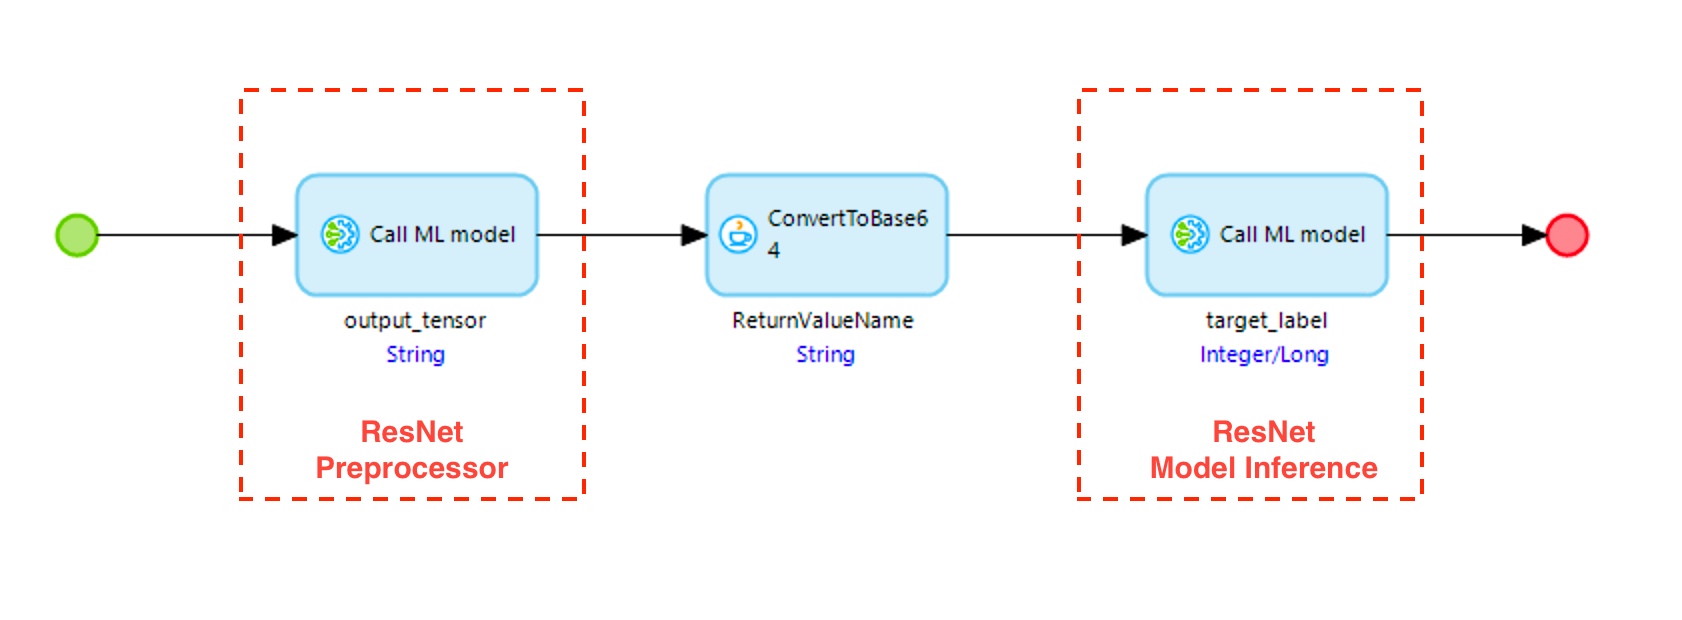 Call ML model
output_tensor
String
ResNet
Preprocessor
ConvertToBase6
4
ReturnValueName
String
Call ML model
target_label
Integer/Long
ResNet
Model Inference